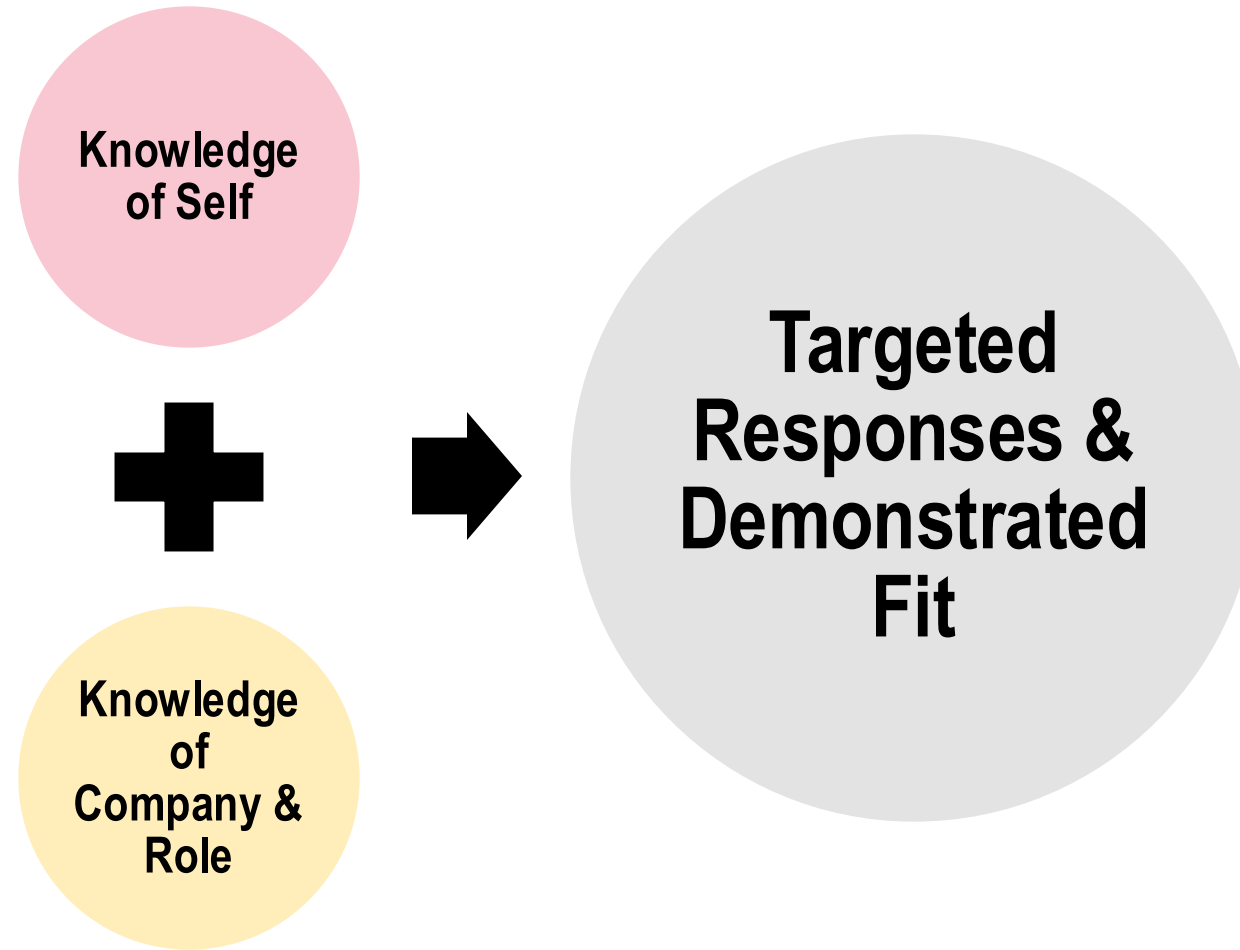 Knowledge
of Self
Knowledge
of
Company &
Role
Targeted
Responses &
Demonstrated
Fit